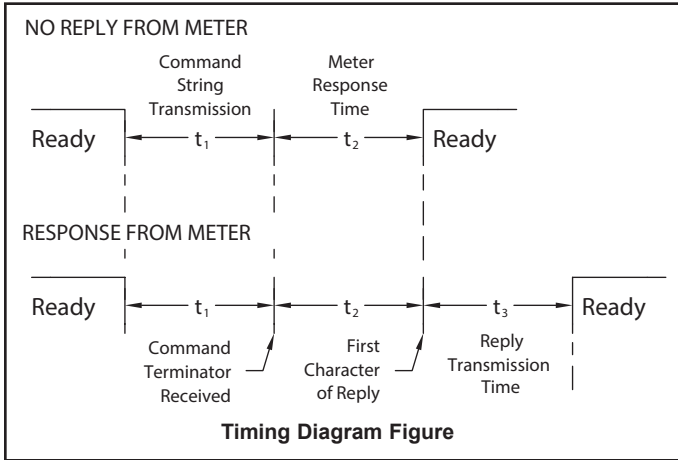 NO REPLY FROM METER
Command
String
Transmission
Meter
Response
Time
Ready
t₁
t₂
Ready
RESPONSE FROM METER
Ready
t₁
t₂
t₃
Ready
Command
Terminator
Received
First
Character
of Reply
Reply
Transmission
Time
Timing Diagram Figure